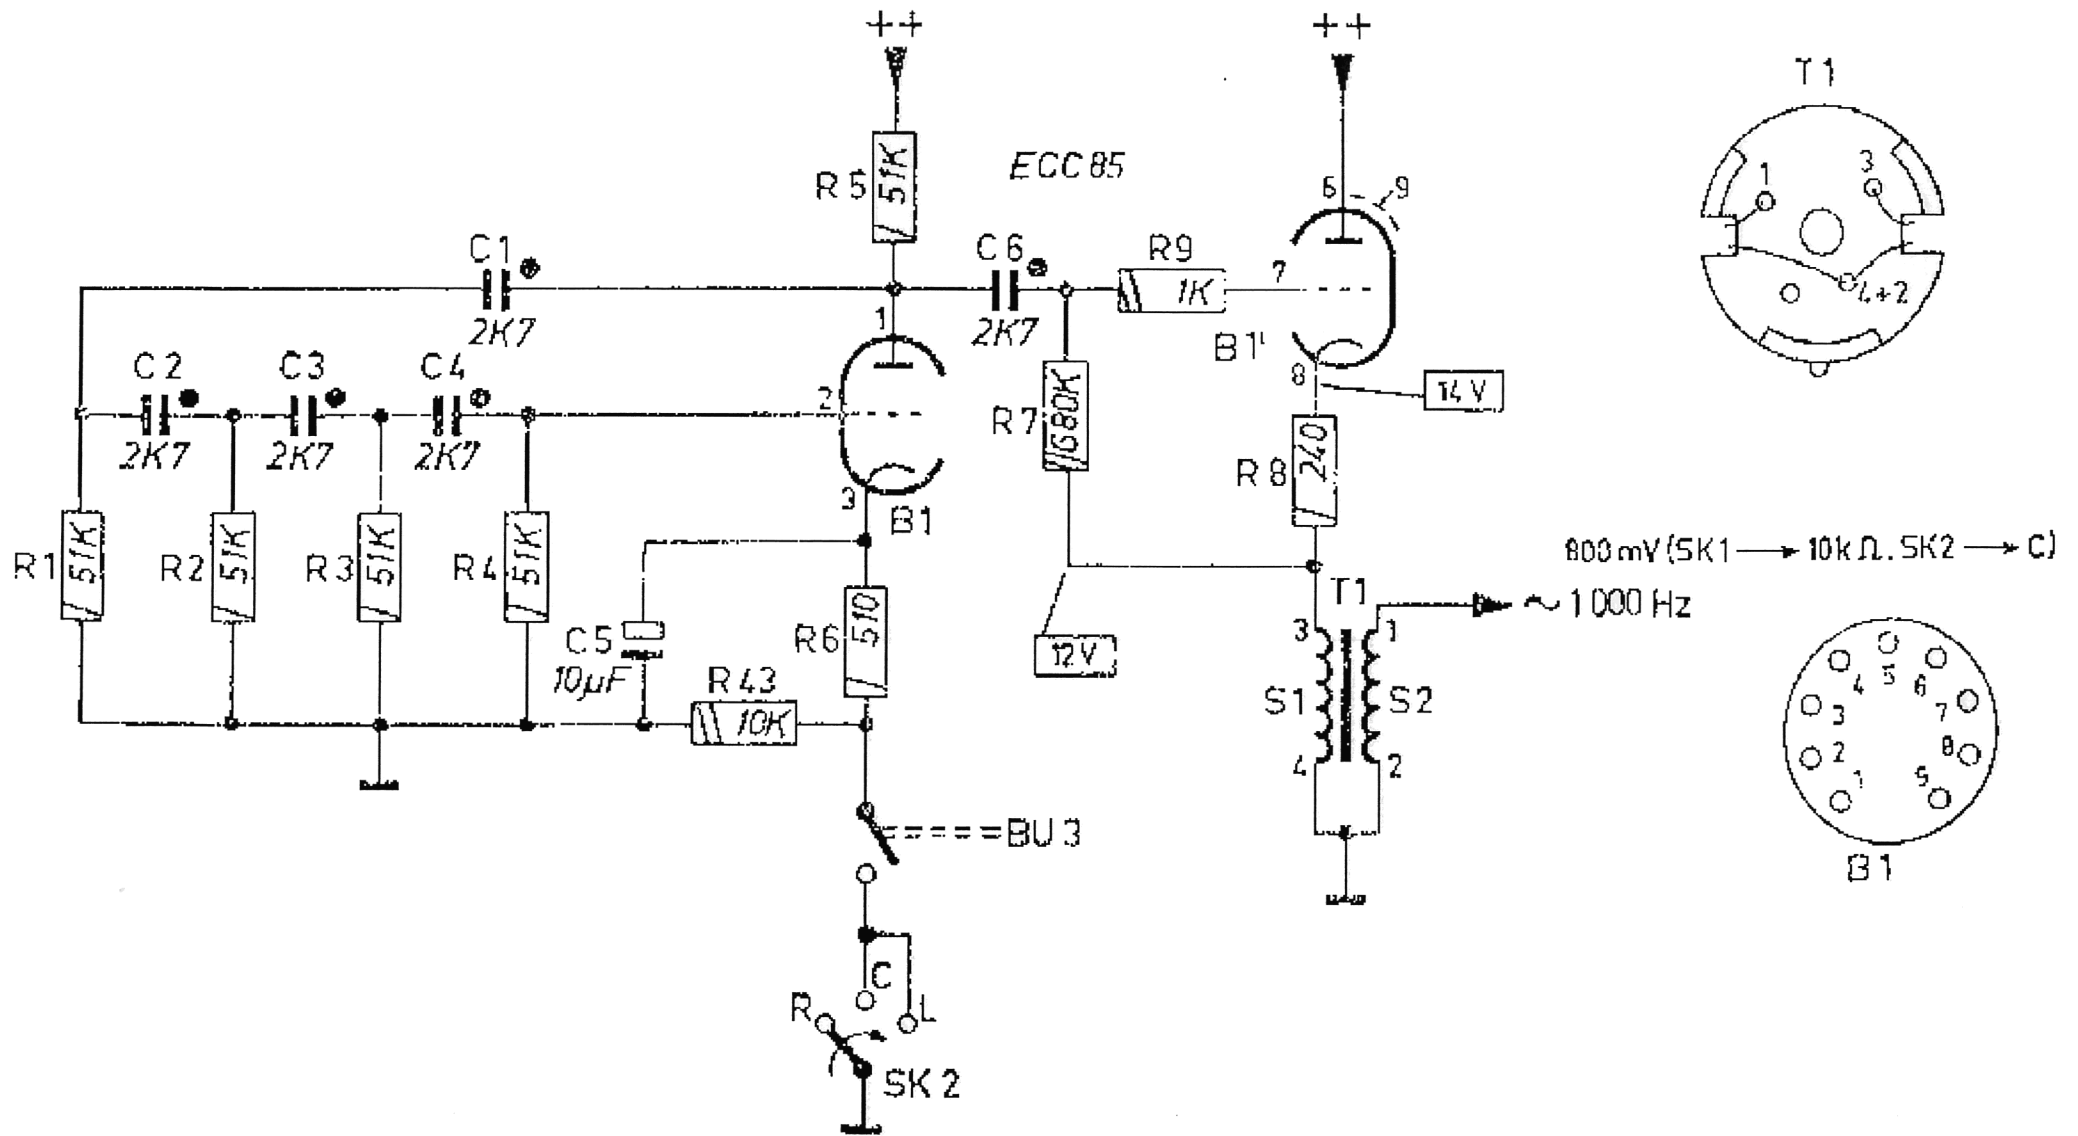 ++
++
T1
ECC 85
R5
51K
6
9
1
3
C1
C6
R9
7
1K
4+2
2K7
1
2K7
B1'
C2
C3
C4
2
8
14 V
2K7
2K7
2K7
R7
680K
R8
240
3
B1
R1
51K
R2
51K
R3
51K
R4
51K
800 mV (SK1 → 10k Ω. SK2 → C)
T1
~ 1000 Hz
C5
10µF
R6
510
12V
3
1
R43
10K
S1
S2
4
2
5
4
6
3
7
2
8
1
9
BU3
B1
C
R
L
SK2